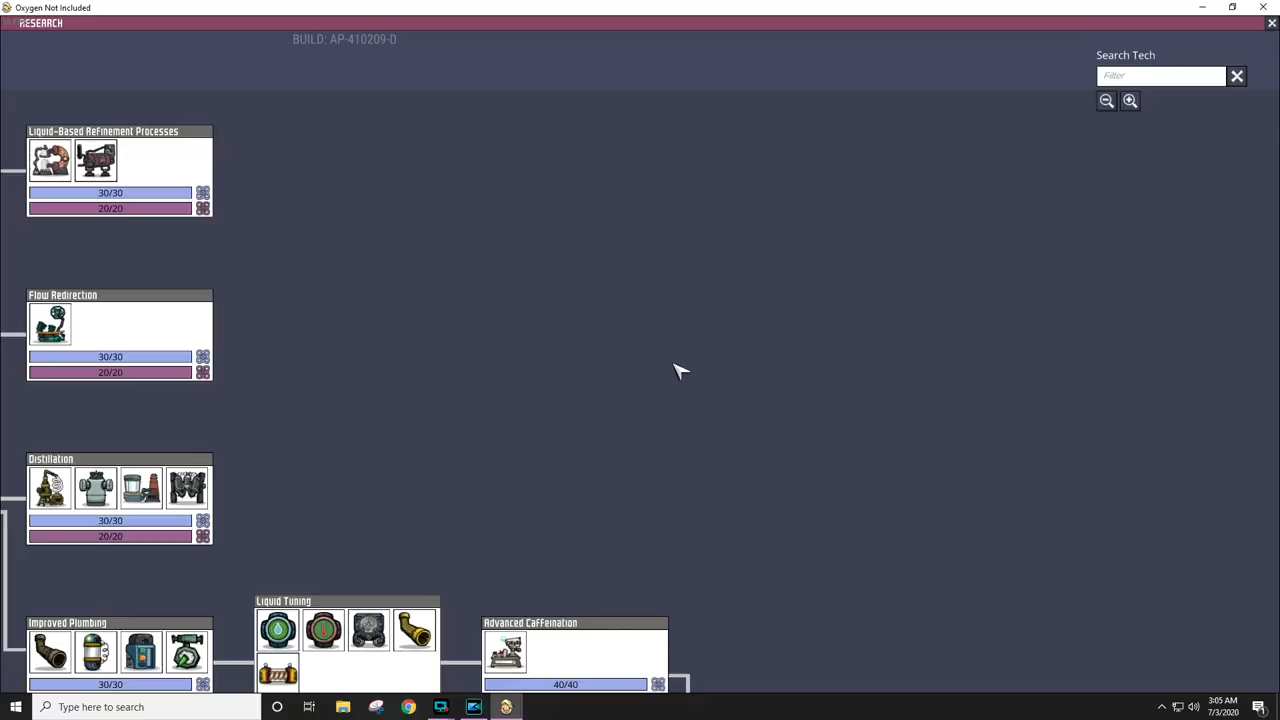 Oxygen Not Included
RESEARCH
BUILD: AP-410209-D
Search Tech
Filter
Liquid-Based Refinement Processes
30/30
20/20
Flow Redirection
30/30
20/20
Distillation
30/30
20/20
Improved Plumbing
30/30
Liquid Tuning
Advanced Caffeination
40/40
Type here to search
3:05 AM
7/3/2020